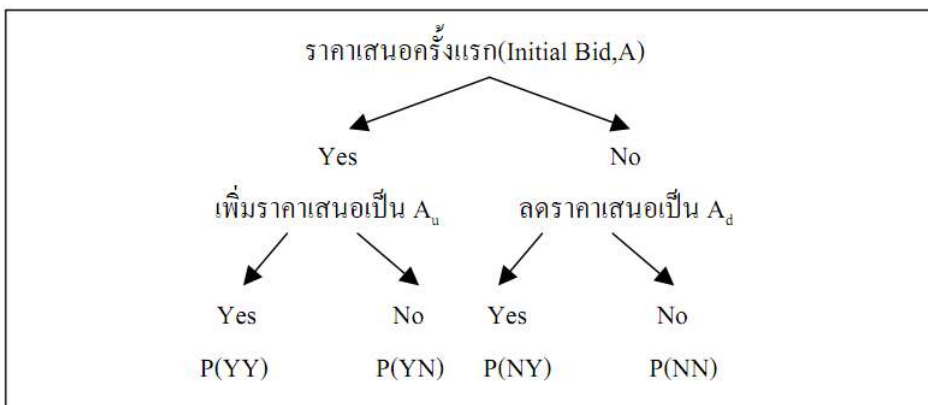 ราคาเสนอครั้งแรก(Initial Bid,A)
Yes No
เพิ่มราคาเสนอเป็น Au ลดราคาเสนอเป็น Ad
Yes No Yes No
P(YY) P(YN) P(NY) P(NN)